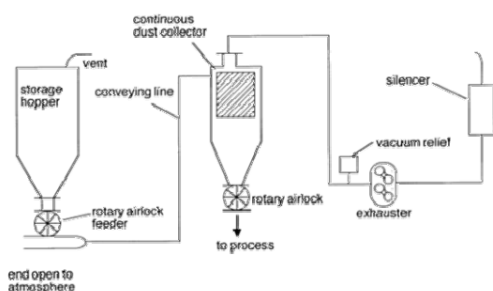 continuous
dust collector
vent
storage
hopper
conveying line
silencer
vacuum relief
rotary airlock
feeder
rotary airlock
exhauster
to process
end open to
atmosphere